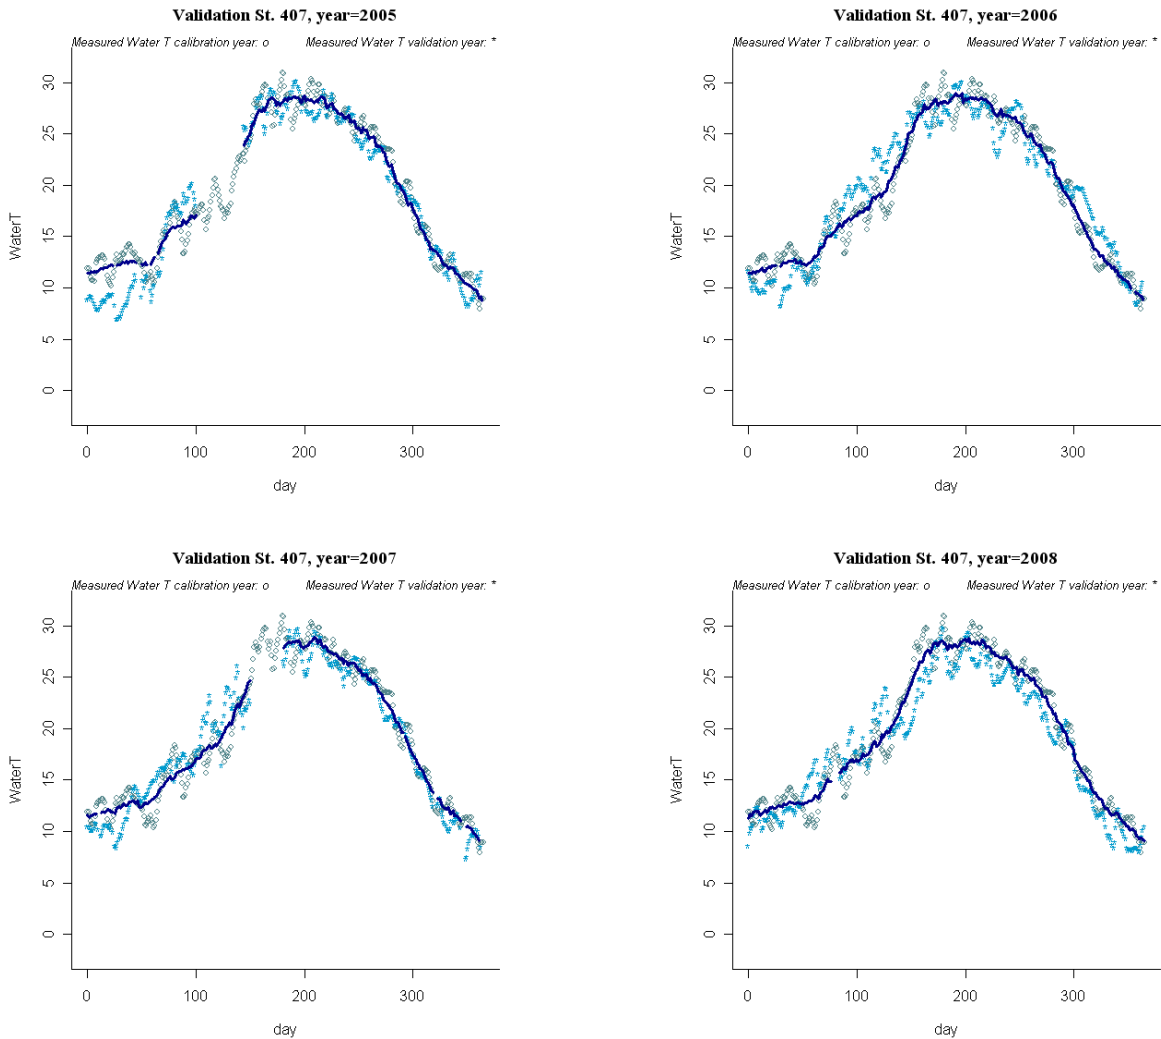 Validation St. 407, year=2005
Measured Water T calibration year: o Measured Water T validation year: *
WaterT
30
25
20
15
10
5
0
0 100 200 300
day
Validation St. 407, year=2006
Measured Water T calibration year: o Measured Water T validation year: *
WaterT
30
25
20
15
10
5
0
0 100 200 300
day
Validation St. 407, year=2007
Measured Water T calibration year: o Measured Water T validation year: *
WaterT
30
25
20
15
10
5
0
0 100 200 300
day
Validation St. 407, year=2008
Measured Water T calibration year: o Measured Water T validation year: *
WaterT
30
25
20
15
10
5
0
0 100 200 300
day